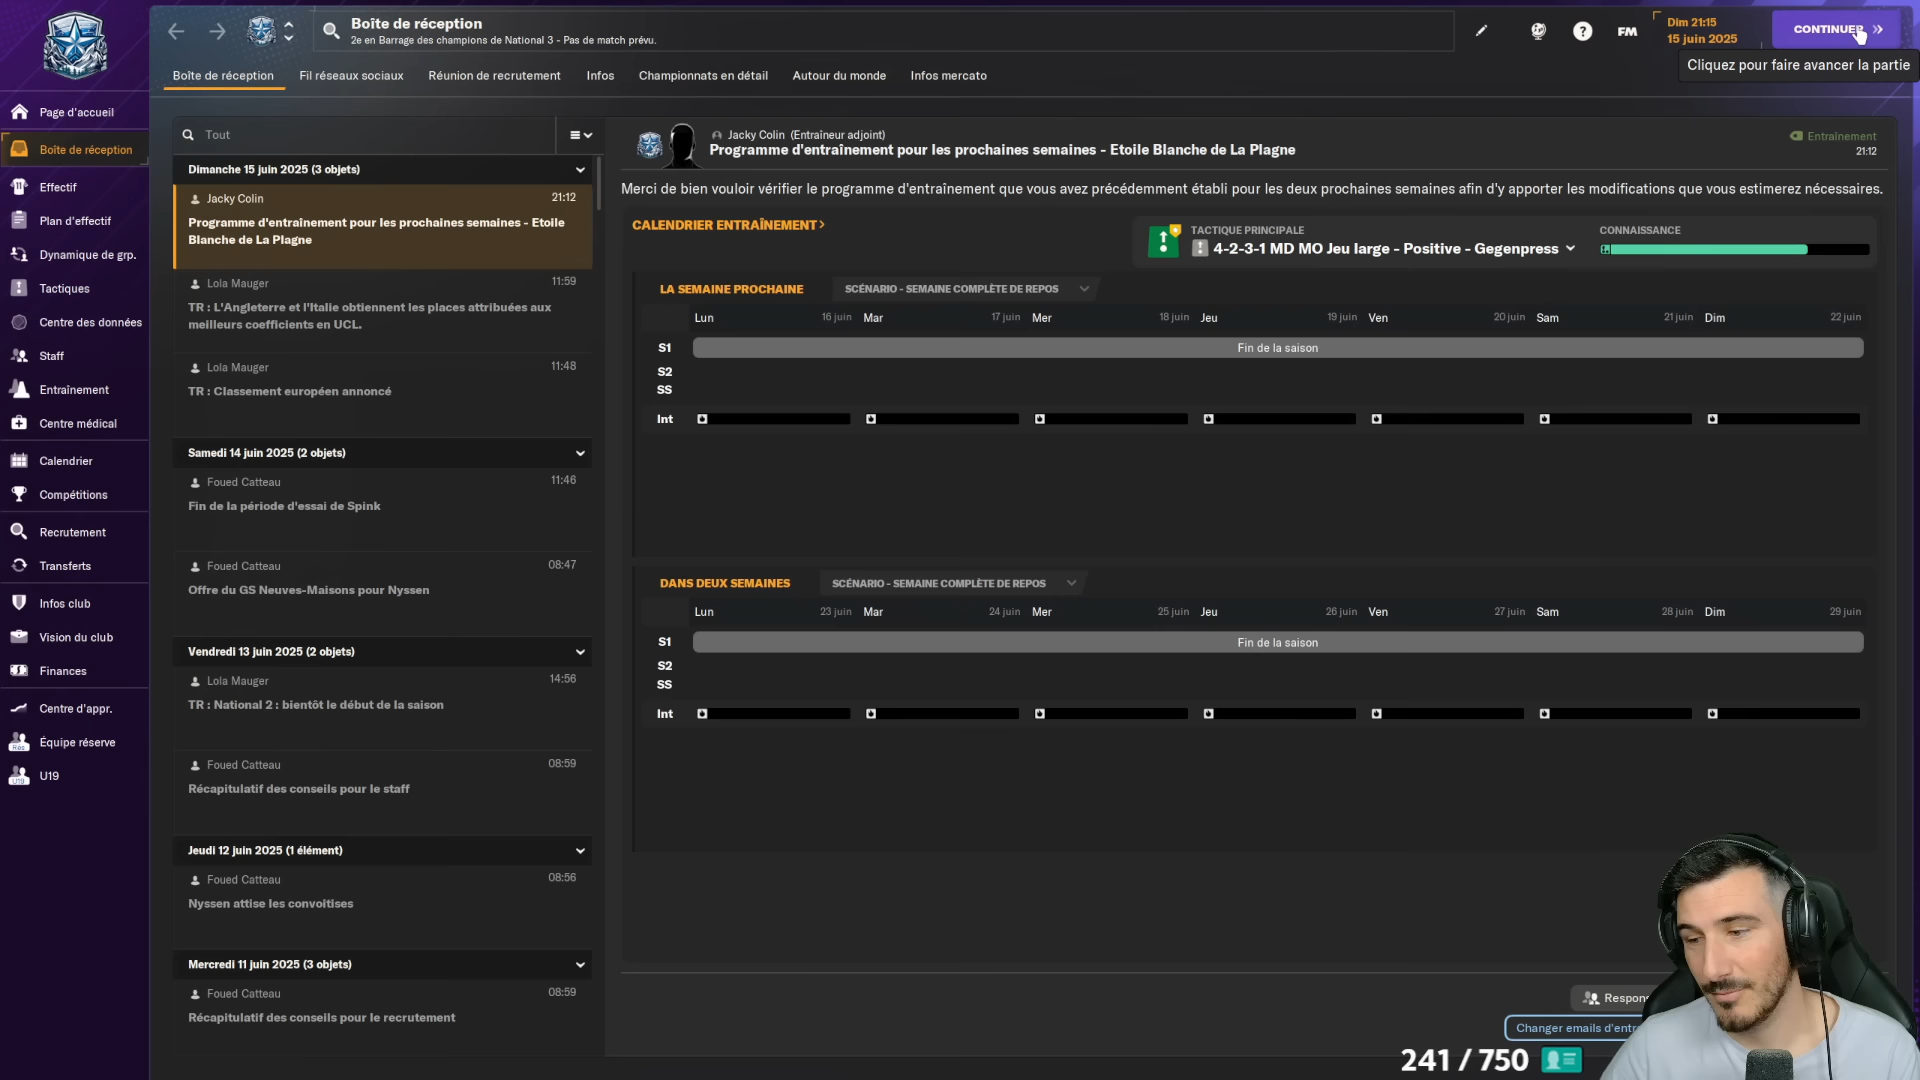 Boîte de réception
2e en Barrage des champions de National 3 - Pas de match prévu.
FM
Dim 21:15
15 juin 2025
CONTINUER
Cliquez pour faire avancer la partie
Boîte de réception
Fil réseaux sociaux
Réunion de recrutement
Infos
Championnats en détail
Autour du monde
Infos mercato
Page d'accueil
Boîte de réception
Effectif
Plan d'effectif
Dynamique de grp.
Tactiques
Centre des données
Staff
Entraînement
Centre médical
Calendrier
Compétitions
Recrutement
Transferts
Infos club
Vision du club
Finances
Centre d'appr.
Équipe réserve
U19
Tout
Dimanche 15 juin 2025 (3 objets)
Jacky Colin 21:12
Programme d'entraînement pour les prochaines semaines - Etoile
Blanche de La Plagne
Lola Mauger 11:59
TR : L'Angleterre et l'Italie obtiennent les places attribuées aux
meilleurs coefficients en UCL.
Lola Mauger 11:48
TR : Classement européen annoncé
Samedi 14 juin 2025 (2 objets)
Foued Catteau 11:46
Fin de la période d'essai de Spink
Foued Catteau 08:47
Offre du GS Neuves-Maisons pour Nyssen
Vendredi 13 juin 2025 (2 objets)
Lola Mauger 14:56
TR : National 2 : bientôt le début de la saison
Foued Catteau 08:59
Récapitulatif des conseils pour le staff
Jeudi 12 juin 2025 (1 élément)
Foued Catteau 08:56
Nyssen attise les convoitises
Mercredi 11 juin 2025 (3 objets)
Foued Catteau 08:59
Récapitulatif des conseils pour le recrutement
Jacky Colin (Entraîneur adjoint)
Programme d'entraînement pour les prochaines semaines - Etoile Blanche de La Plagne
Entraînement
21:12
Merci de bien vouloir vérifier le programme d'entraînement que vous avez précédemment établi pour les deux prochaines semaines afin d'y apporter les modifications que vous estimerez nécessaires.
CALENDRIER ENTRAÎNEMENT >
TACTIQUE PRINCIPALE
4-2-3-1 MD MO Jeu large - Positive - Gegenpress
CONNAISSANCE
LA SEMAINE PROCHAINE
SCÉNARIO - SEMAINE COMPLÈTE DE REPOS
Lun 16 juin Mar 17 juin Mer 18 juin Jeu 19 juin Ven 20 juin Sam 21 juin Dim 22 juin
S1 Fin de la saison
S2
SS
Int
DANS DEUX SEMAINES
SCÉNARIO - SEMAINE COMPLÈTE DE REPOS
Lun 23 juin Mar 24 juin Mer 25 juin Jeu 26 juin Ven 27 juin Sam 28 juin Dim 29 juin
S1 Fin de la saison
S2
SS
Int
Respon
Changer emails d'entr
241 / 750